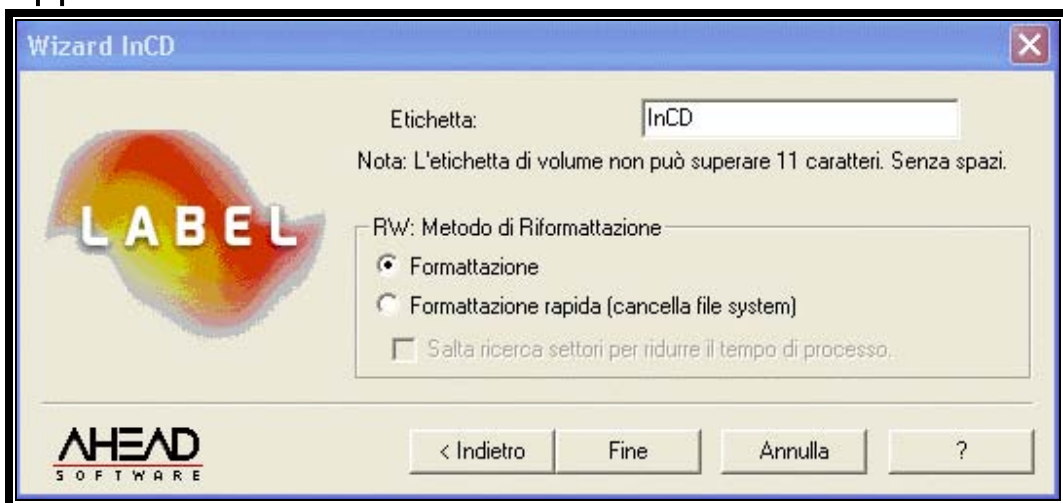 Wizard InCD
Etichetta: InCD
Nota: L'etichetta di volume non può superare 11 caratteri. Senza spazi.
LABEL
RW: Metodo di Riformattazione
Formattazione
Formattazione rapida (cancella file system)
Salta ricerca settori per ridurre il tempo di processo.
AHEAD
SOFTWARE
< Indietro Fine Annulla ?